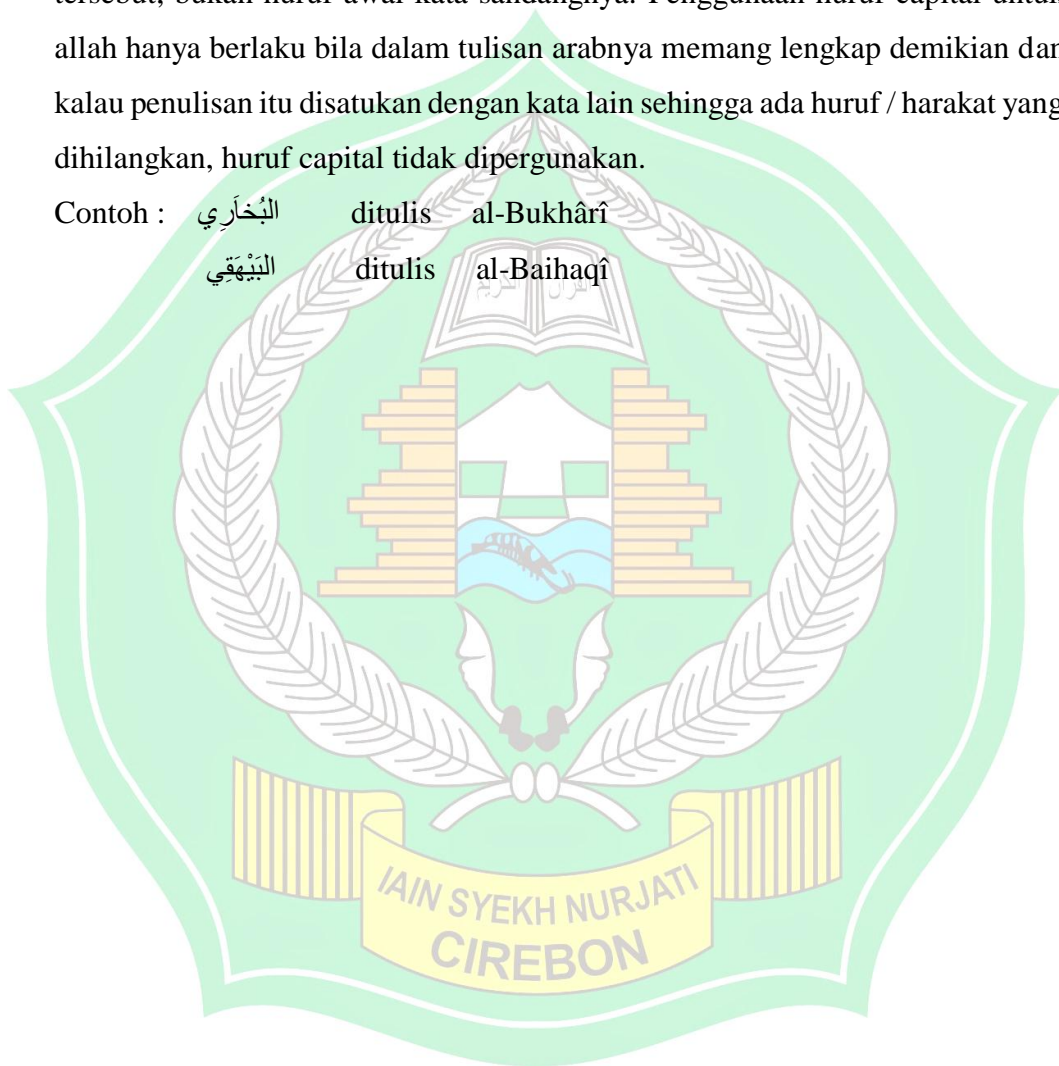 tersebut, bukan huruf awal kata sandangnya. Penggunaan huruf capital untuk
allah hanya berlaku bila dalam tulisan arabnya memang lengkap demikian dan
kalau penulisan itu disatukan dengan kata lain sehingga ada huruf / harakat yang
dihilangkan, huruf capital tidak dipergunakan.
Contoh : البُخاَرِي ditulis al-Bukhârî
البَيْهَقِي ditulis al-Baihaqî
القرآن الكريم
IAIN SYEKH NURJATI
CIREBON